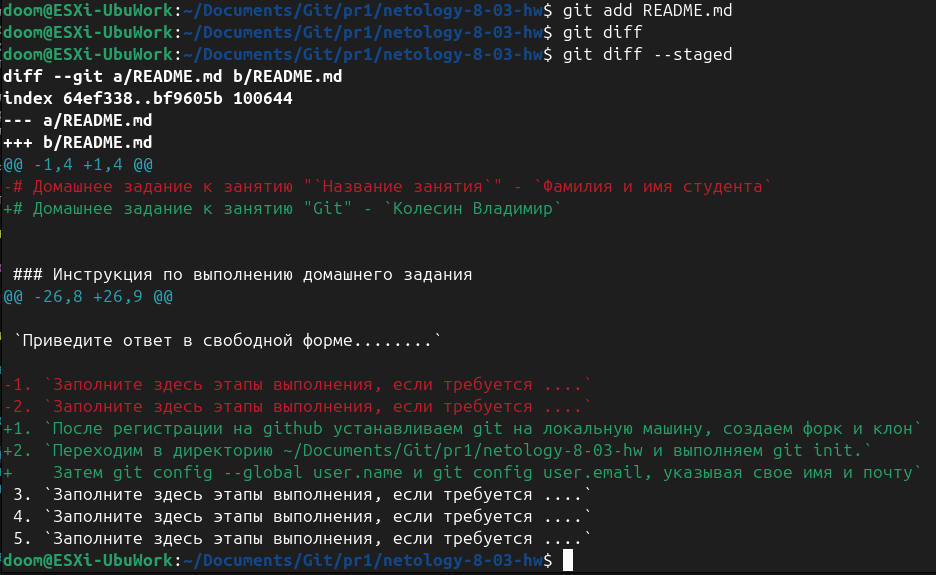 doom@ESXi-UbuWork:~/Documents/Git/pr1/netology-8-03-hw$ git add README.md
doom@ESXi-UbuWork:~/Documents/Git/pr1/netology-8-03-hw$ git diff
doom@ESXi-UbuWork:~/Documents/Git/pr1/netology-8-03-hw$ git diff --staged
diff --git a/README.md b/README.md
index 64ef338..bf9605b 100644
--- a/README.md
+++ b/README.md
@@ -1,4 +1,4 @@
-# Домашнее задание к занятию "`Название занятия`" - `Фамилия и имя студента`
+# Домашнее задание к занятию "Git" - `Колесин Владимир`
 ### Инструкция по выполнению домашнего задания
@@ -26,8 +26,9 @@
 `Приведите ответ в свободной форме........`
-1. `Заполните здесь этапы выполнения, если требуется ....`
-2. `Заполните здесь этапы выполнения, если требуется ....`
+1. `После регистрации на github устанавливаем git на локальную машину, создаем форк и клон`
+2. `Переходим в директорию ~/Documents/Git/pr1/netology-8-03-hw и выполняем git init.`
+    Затем git config --global user.name и git config user.email, указывая свое имя и почту`
 3. `Заполните здесь этапы выполнения, если требуется ....`
 4. `Заполните здесь этапы выполнения, если требуется ....`
 5. `Заполните здесь этапы выполнения, если требуется ....`
doom@ESXi-UbuWork:~/Documents/Git/pr1/netology-8-03-hw$